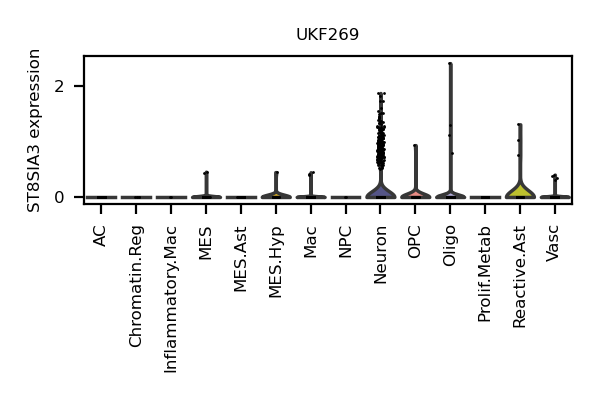 UKF269
ST8SIA3 expression
2
0
AC
Chromatin.Reg
Inflammatory.Mac
MES
MES.Ast
MES.Hyp
Mac
NPC
Neuron
OPC
Oligo
Prolif.Metab
Reactive.Ast
Vasc